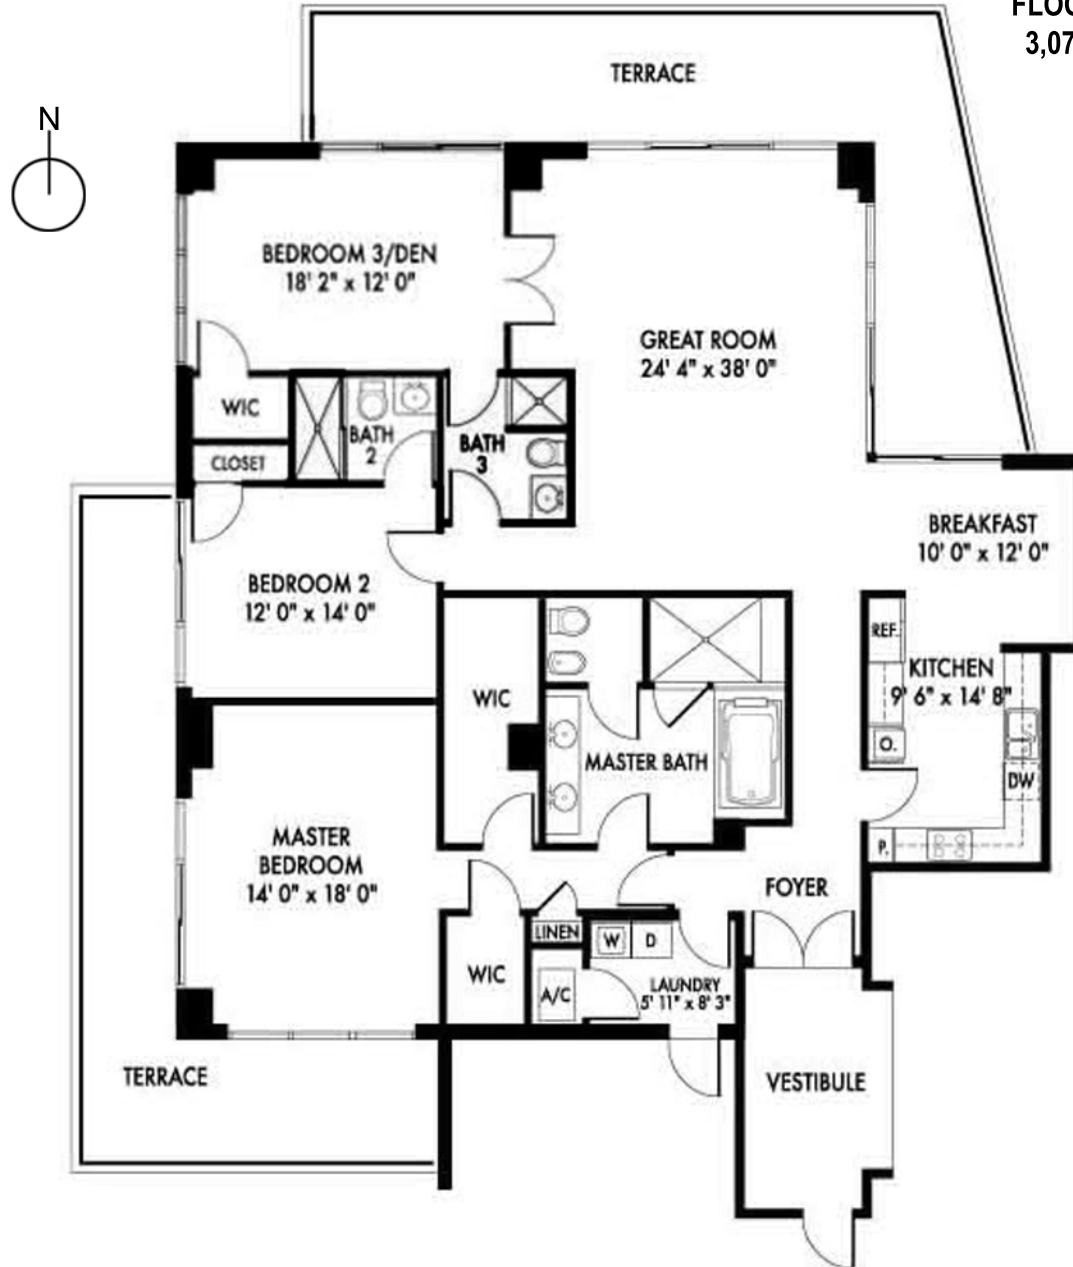 FLOO
3,07
TERRACE
N
BEDROOM 3/DEN
18' 2" x 12' 0"
GREAT ROOM
24' 4" x 38' 0"
WIC
BATH
2
BATH
3
CLOSET
BREAKFAST
10' 0" x 12' 0"
BEDROOM 2
12' 0" x 14' 0"
REF.
KITCHEN
9' 6" x 14' 8"
WIC
O.
MASTER BATH
DW
MASTER
BEDROOM
14' 0" x 18' 0"
P.
FOYER
LINEN
W
D
WIC
A/C
LAUNDRY
5' 11" x 8' 3"
TERRACE
VESTIBULE